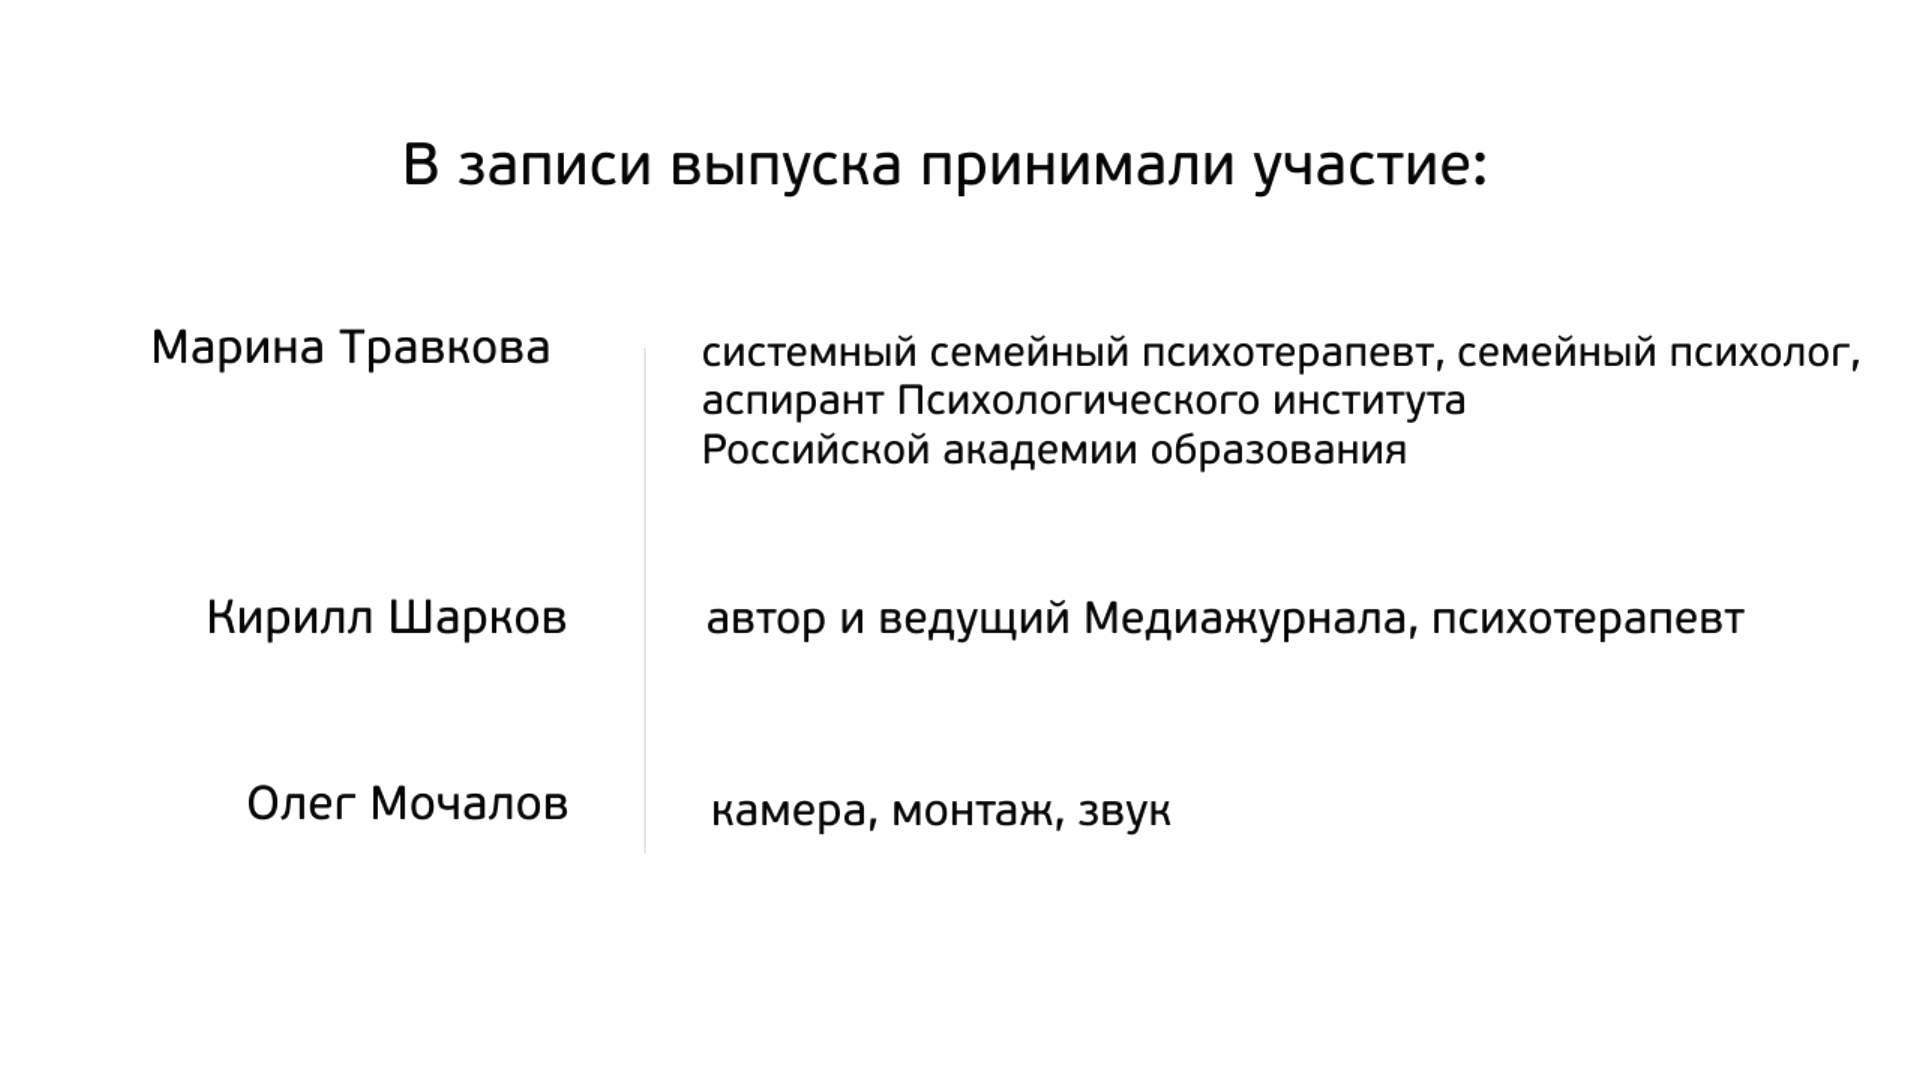 В записи выпуска принимали участие:
Марина Травкова
системный семейный психотерапевт, семейный психолог,
аспирант Психологического института
Российской академии образования
Кирилл Шарков
автор и ведущий Медиажурнала, психотерапевт
Олег Мочалов
камера, монтаж, звук